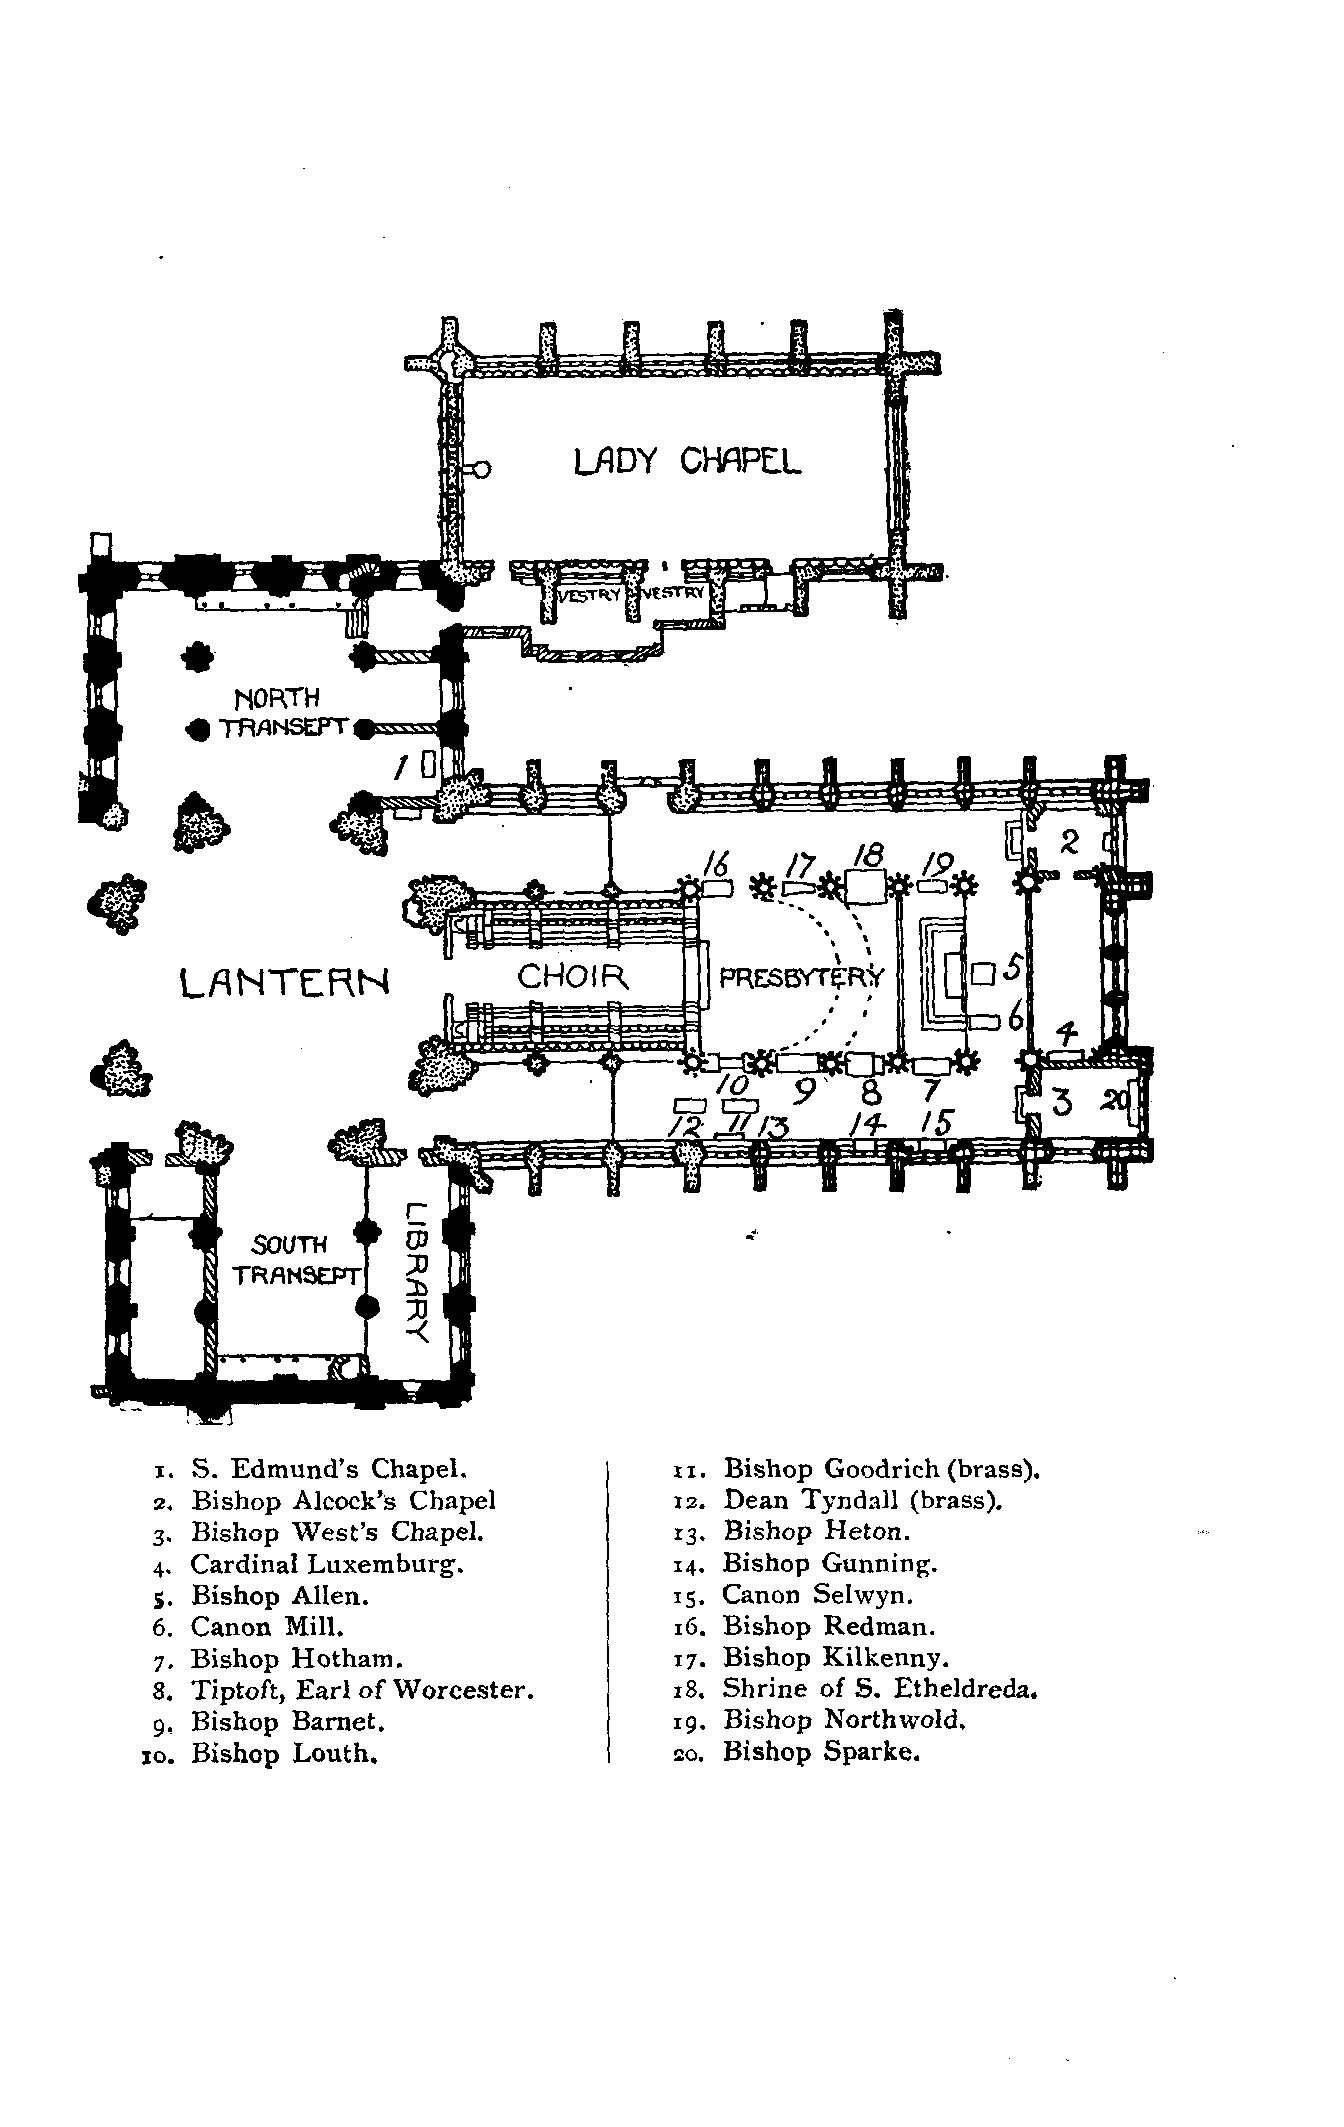 LADY CHAPEL
VESTRY VESTRY
NORTH
TRANSEPT
1
2
16 17 18 19
LANTERN
CHOIR
PRESBYTERY
5
6
4
10 9 8 7
3 20
12 11 13 14 15
SOUTH
TRANSEPT
LIBRARY
1. S. Edmund's Chapel.
2. Bishop Alcock's Chapel
3. Bishop West's Chapel.
4. Cardinal Luxemburg.
5. Bishop Allen.
6. Canon Mill.
7. Bishop Hotham.
8. Tiptoft, Earl of Worcester.
9. Bishop Barnet.
10. Bishop Louth.
11. Bishop Goodrich (brass).
12. Dean Tyndall (brass).
13. Bishop Heton.
14. Bishop Gunning.
15. Canon Selwyn.
16. Bishop Redman.
17. Bishop Kilkenny.
18. Shrine of S. Etheldreda.
19. Bishop Northwold.
20. Bishop Sparke.